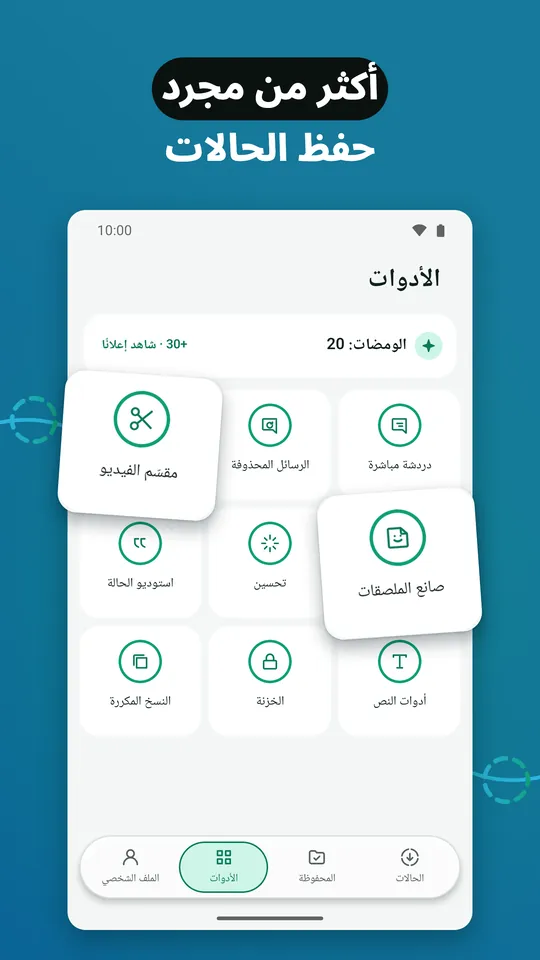 أكثر من مجرد
حفظ الحالات
10:00
الأدوات
الومضات: 20
+30 · شاهد إعلانًا
دردشة مباشرة
الرسائل المحذوفة
مقسّم الفيديو
صانع الملصقات
تحسين
استوديو الحالة
أدوات النص
الخزنة
النسخ المكررة
الحالات
المحفوظة
الأدوات
الملف الشخصي